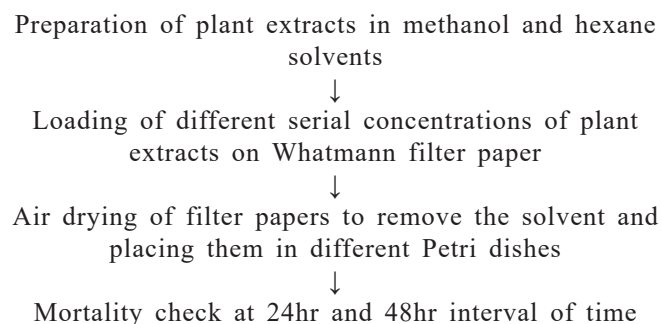 Preparation of plant extracts in methanol and hexane
solvents
↓
Loading of different serial concentrations of plant
extracts on Whatmann filter paper
↓
Air drying of filter papers to remove the solvent and
placing them in different Petri dishes
↓
Mortality check at 24hr and 48hr interval of time